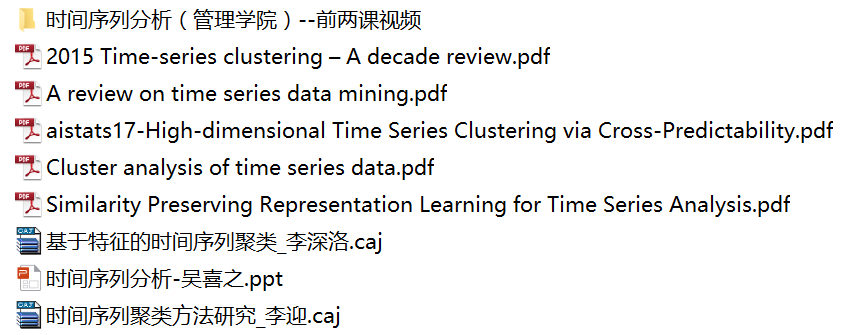 时间序列分析（管理学院）--前两课视频
2015 Time-series clustering – A decade review.pdf
A review on time series data mining.pdf
aistats17-High-dimensional Time Series Clustering via Cross-Predictability.pdf
Cluster analysis of time series data.pdf
Similarity Preserving Representation Learning for Time Series Analysis.pdf
基于特征的时间序列聚类_李深洛.caj
时间序列分析-吴喜之.ppt
时间序列聚类方法研究_李迎.caj